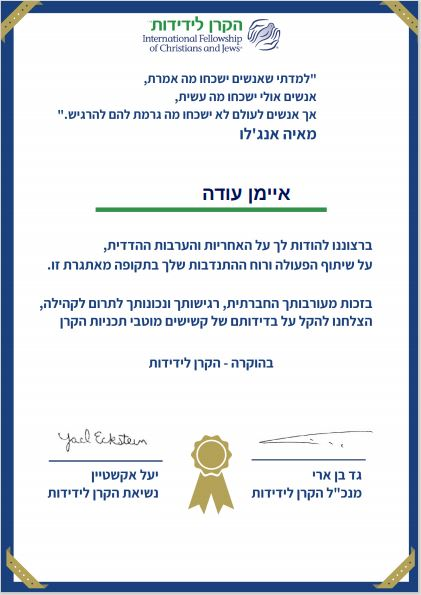 הקרן לידידות
International Fellowship
of Christians and Jews
"למדתי שאנשים ישכחו מה אמרת,
אנשים אולי ישכחו מה עשית,
אך אנשים לעולם לא ישכחו מה גרמת להם להרגיש."
מאיה אנג'לו
איימן עודה
ברצוננו להודות לך על האחריות והערבות ההדדית,
על שיתוף הפעולה ורוח ההתנדבות שלך בתקופה מאתגרת זו.
בזכות מעורבותך החברתית, רגישותך ונכונותך לתרום לקהילה,
הצלחנו להקל על בדידותם של קשישים מוטבי תכניות הקרן
בהוקרה - הקרן לידידות
Yael Eckstein
גד בן ארי
מנכ"ל הקרן לידידות
יעל אקשטיין
נשיאת הקרן לידידות